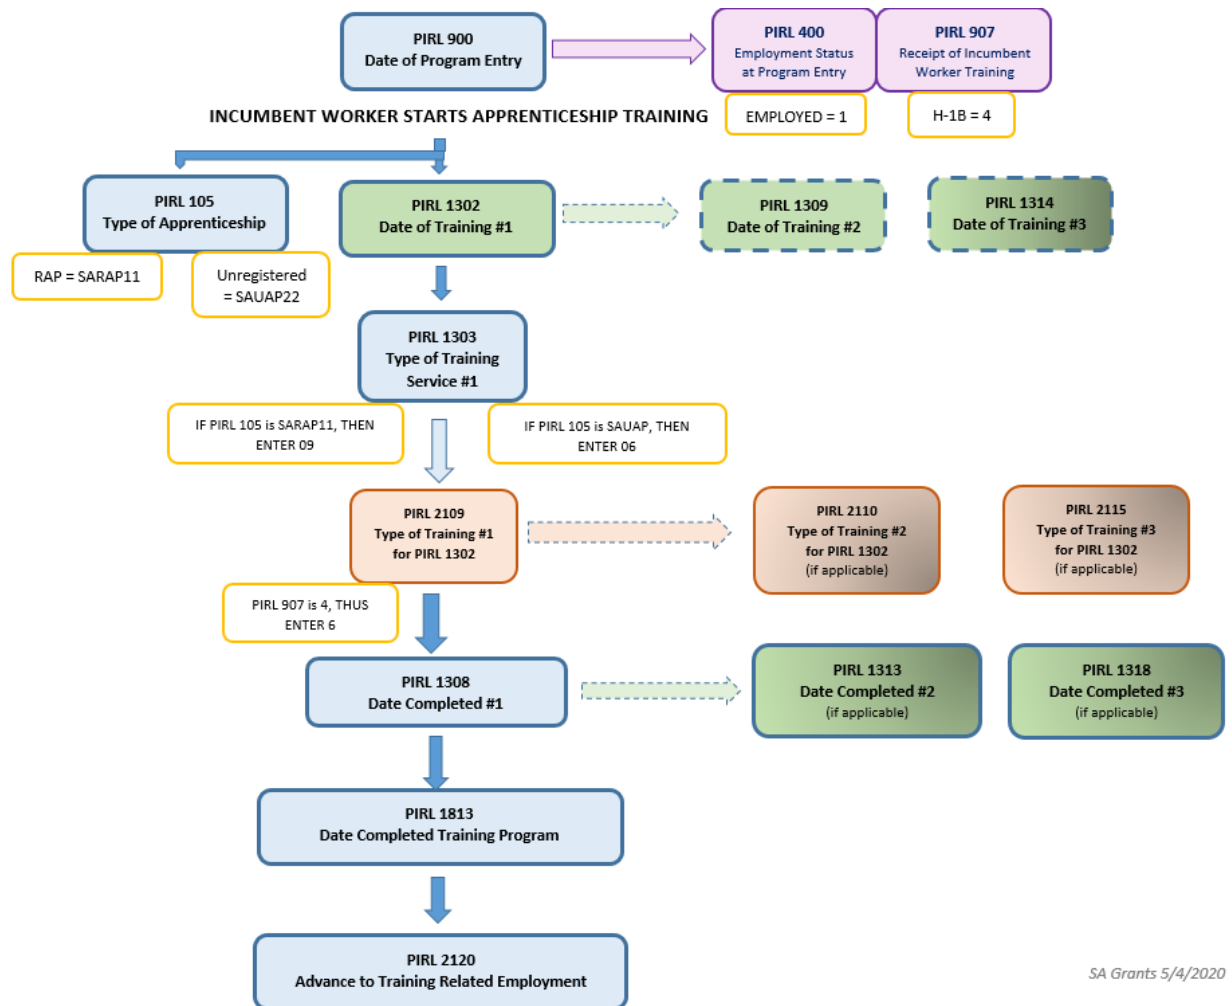 PIRL 900
Date of Program Entry
PIRL 400
Employment Status
at Program Entry
PIRL 907
Receipt of Incumbent
Worker Training
INCUMBENT WORKER STARTS APPRENTICESHIP TRAINING
EMPLOYED = 1
H-1B = 4
PIRL 105
Type of Apprenticeship
PIRL 1302
Date of Training #1
PIRL 1309
Date of Training #2
PIRL 1314
Date of Training #3
RAP = SARAP11
Unregistered
= SAUAP22
PIRL 1303
Type of Training
Service #1
IF PIRL 105 is SARAP11, THEN
ENTER 09
IF PIRL 105 is SAUAP, THEN
ENTER 06
PIRL 2109
Type of Training #1
for PIRL 1302
PIRL 2110
Type of Training #2
for PIRL 1302
(if applicable)
PIRL 2115
Type of Training #3
for PIRL 1302
(if applicable)
PIRL 907 is 4, THUS
ENTER 6
PIRL 1308
Date Completed #1
PIRL 1313
Date Completed #2
(if applicable)
PIRL 1318
Date Completed #3
(if applicable)
PIRL 1813
Date Completed Training Program
PIRL 2120
Advance to Training Related Employment
SA Grants 5/4/2020